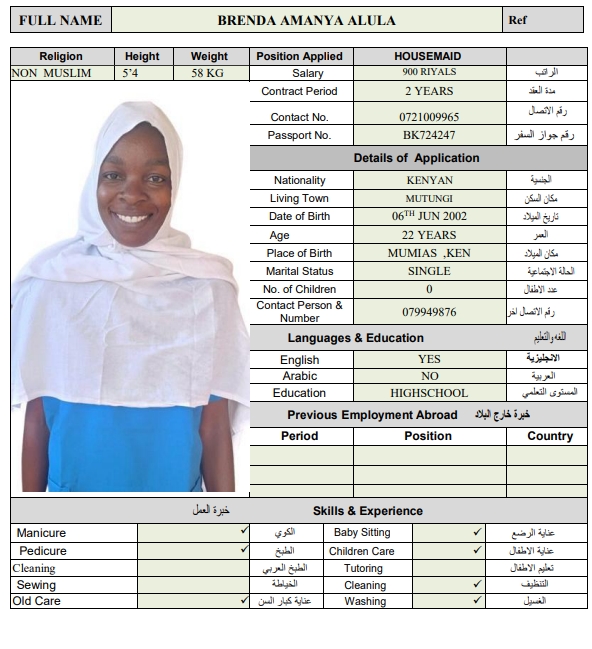 FULL NAME BRENDA AMANYA ALULA Ref
Religion Height Weight Position Applied HOUSEMAID
NON MUSLIM 5’4 58 KG Salary 900 RIYALS الراتب
Contract Period 2 YEARS مدة العقد
Contact No. 0721009965 رقم الاتصال
Passport No. BK724247 رقم جواز السفر
Details of Application
Nationality KENYAN الجنسية
Living Town MUTUNGI مكان السكن
Date of Birth 06TH JUN 2002 تاريخ الميلاد
Age 22 YEARS العمر
Place of Birth MUMIAS ,KEN مكان الميلاد
Marital Status SINGLE الحالة الاجتماعية
No. of Children 0 عدد الاطفال
Contact Person & Number 079949876 رقم الاتصال اخر
Languages & Education اللغه والتعليم
English YES الانجليزية
Arabic NO العربية
Education HIGHSCHOOL المستوى التعلمي
Previous Employment Abroad خبرة خارج البلاد
Period Position Country
خبرة العمل Skills & Experience
Manicure ✓ الكوي Baby Sitting ✓ عناية الرضع
Pedicure ✓ الطبخ Children Care ✓ عناية الاطفال
Cleaning الطبخ العربي Tutoring تعليم الاطفال
Sewing الخياطة Cleaning ✓ التنظيف
Old Care ✓ عناية كبار السن Washing ✓ الغسيل